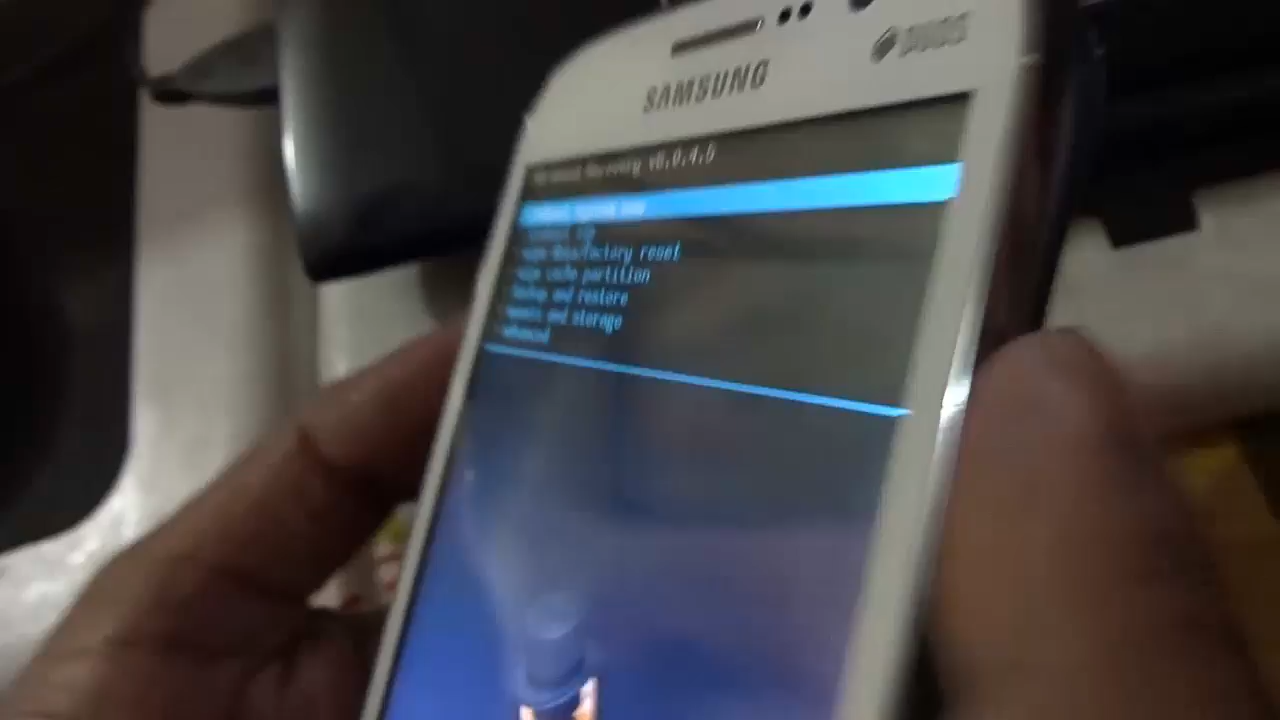 DUOS
SAMSUNG
Recovery v6.0.4.5
wipe data/factory reset
wipe cache partition
backup and restore
mounts and storage
advanced